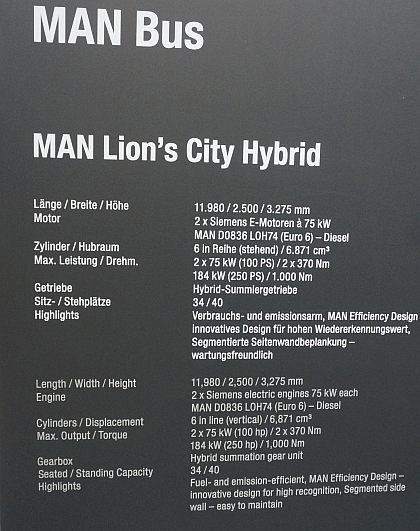 MAN Bus
MAN Lion's City Hybrid
Länge / Breite / Höhe 11.980 / 2.500 / 3.275 mm
Motor 2 x Siemens E-Motoren à 75 kW
MAN D0836 LOH74 (Euro 6) – Diesel
Zylinder / Hubraum 6 in Reihe (stehend) / 6.871 cm³
Max. Leistung / Drehm. 2 x 75 kW (100 PS) / 2 x 370 Nm
184 kW (250 PS) / 1.000 Nm
Getriebe Hybrid-Summiergetriebe
Sitz- / Stehplätze 34 / 40
Highlights Verbrauchs- und emissionsarm, MAN Efficiency Design
innovatives Design für hohen Wiedererkennungswert,
Segmentierte Seitenwandbeplankung –
wartungsfreundlich
Length / Width / Height 11,980 / 2,500 / 3,275 mm
Engine 2 x Siemens electric engines 75 kW each
MAN D0836 LOH74 (Euro 6) – Diesel
Cylinders / Displacement 6 in line (vertical) / 6,871 cm³
Max. Output / Torque 2 x 75 kW (100 hp) / 2 x 370 Nm
184 kW (250 hp) / 1,000 Nm
Gearbox Hybrid summation gear unit
Seated / Standing Capacity 34 / 40
Highlights Fuel- and emission-efficient, MAN Efficiency Design –
innovative design for high recognition, Segmented side
wall – easy to maintain